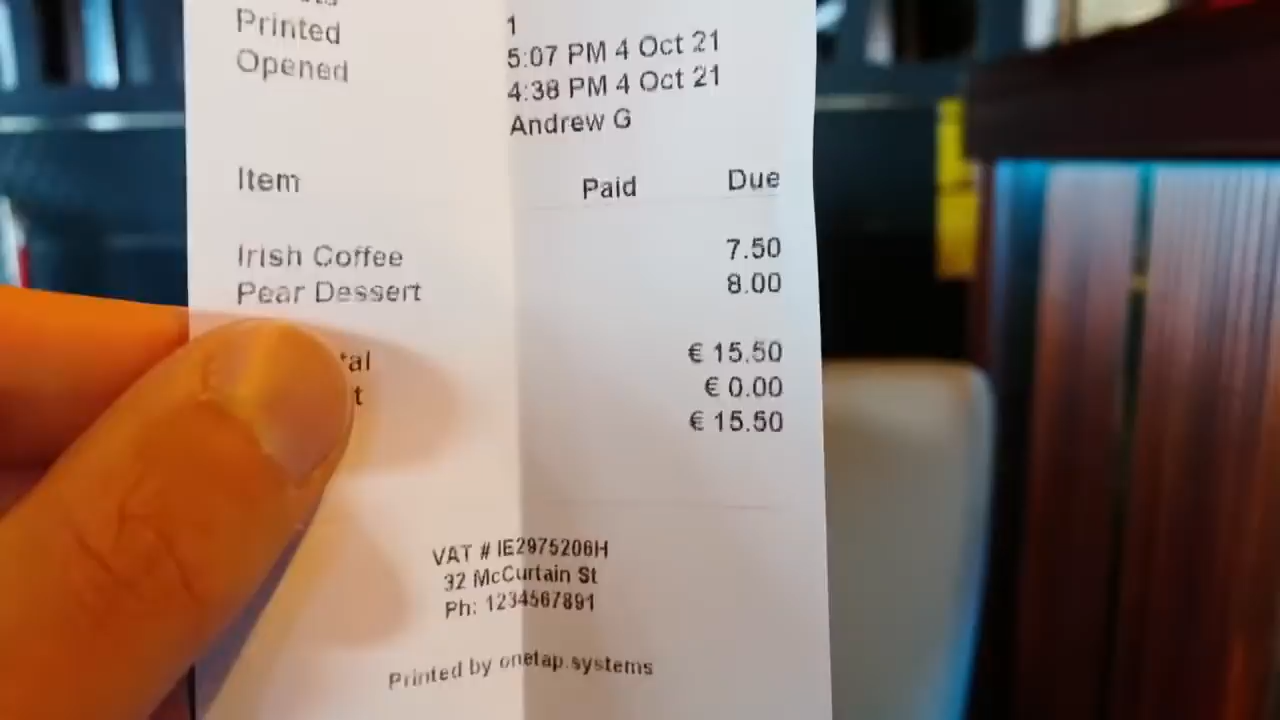 Printed 1
Opened 5:07 PM 4 Oct 21
4:38 PM 4 Oct 21
Andrew G
Item Paid Due
Irish Coffee 7.50
Pear Dessert 8.00
tal € 15.50
t € 0.00
€ 15.50
VAT # IE2975206H
32 McCurtain St
Ph: 1234567891
Printed by onetap.systems